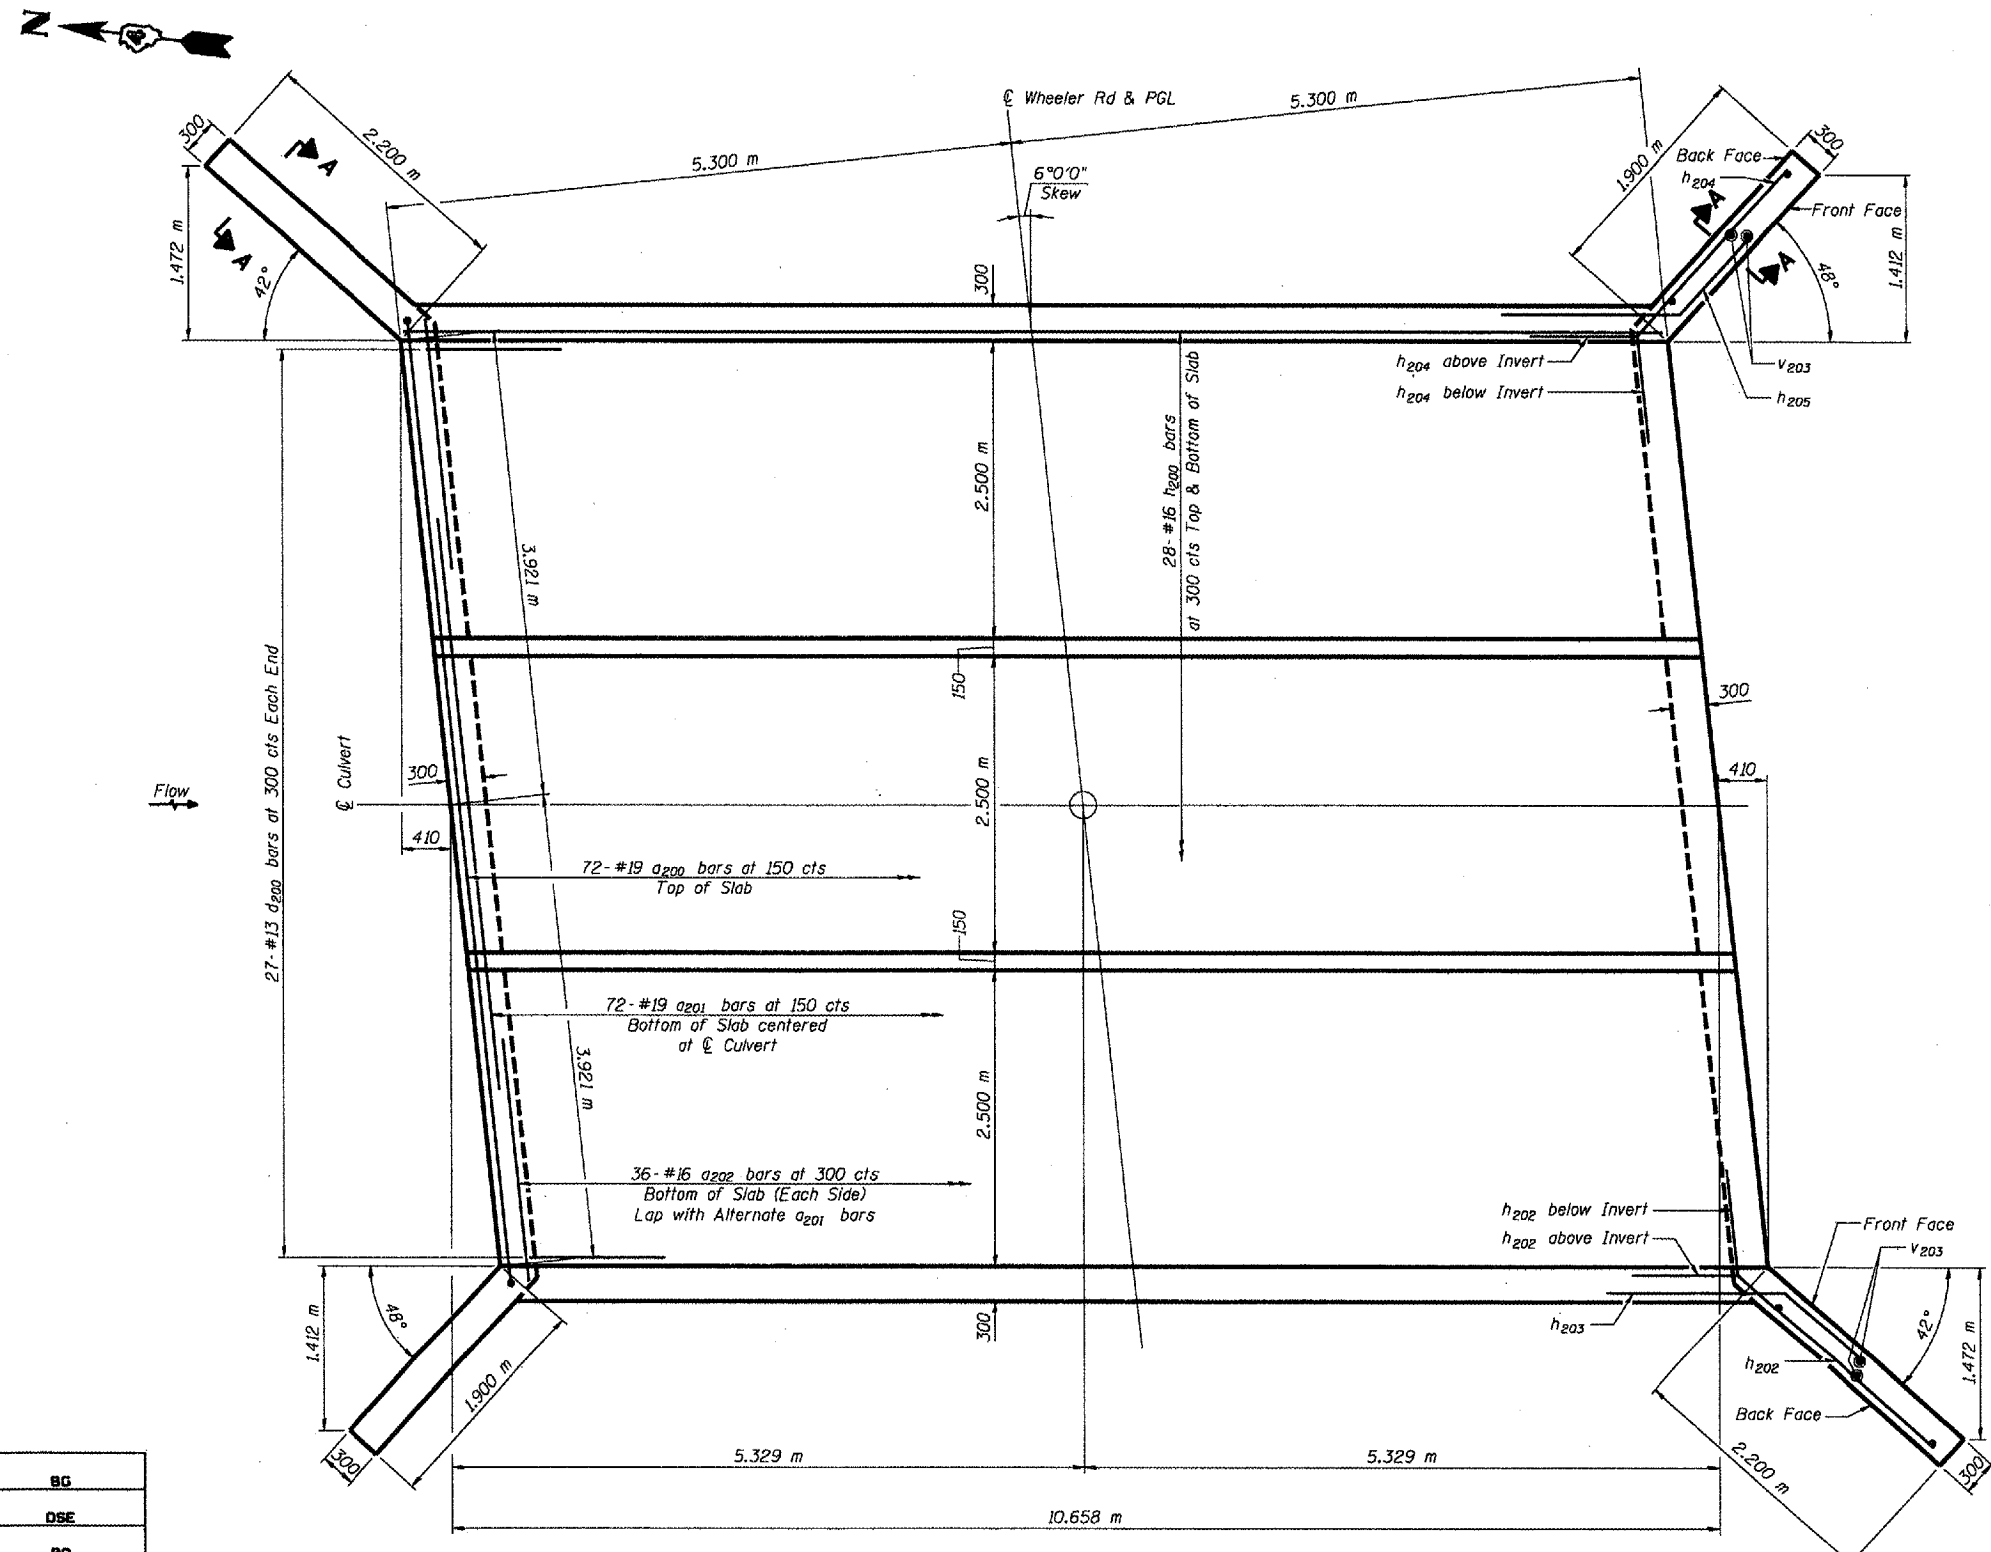 N
℄ Wheeler Rd & PGL
5.300 m
5.300 m
6°0'0"
Skew
300
2.200 m
A
A
1.472 m
42°
300
1.900 m
300
Back Face
h204
A
Front Face
A
48°
1.412 m
v203
h205
h204 above Invert
h204 below Invert
28-#16 h200 bars
at 300 cts Top & Bottom of Slab
2.500 m
3.921 m
27-#13 d200 bars at 300 cts Each End
150
300
℄ Culvert
300
410
Flow
410
2.500 m
72-#19 a200 bars at 150 cts
Top of Slab
150
72-#19 a201 bars at 150 cts
Bottom of Slab centered
at ℄ Culvert
3.921 m
2.500 m
36-#16 a202 bars at 300 cts
Bottom of Slab (Each Side)
Lap with Alternate a201 bars
h202 below Invert
h202 above Invert
Front Face
v203
h203
300
1.412 m
48°
1.900 m
300
h202
Back Face
42°
1.472 m
2.200 m
300
5.329 m
5.329 m
10.658 m
BG
DSE